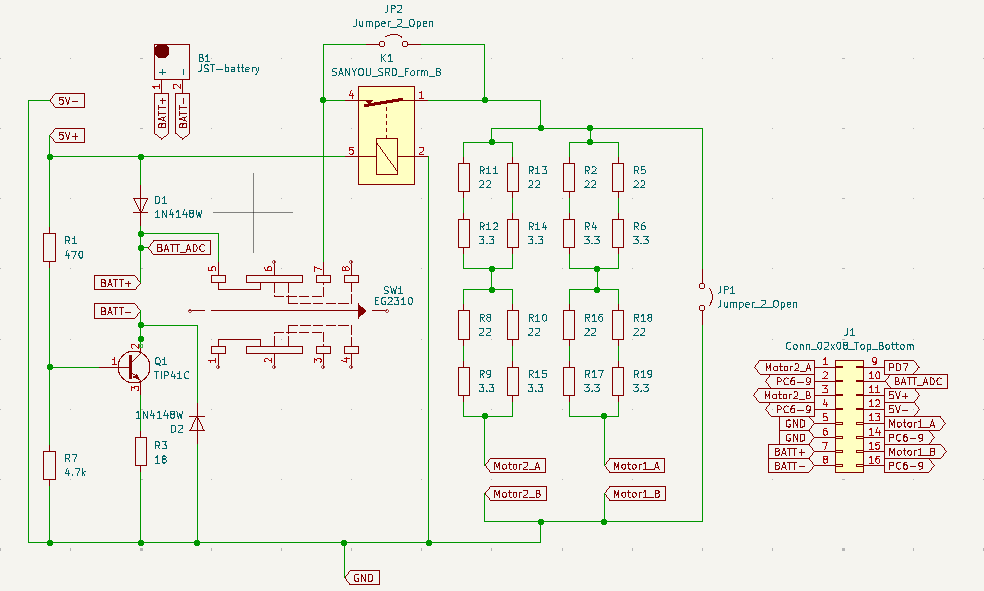 JP2
Jumper_2_Open
K1
SANYOU_SRD_Form_B
B1
JST-battery
+ -
1 2
BATT+ BATT-
5V-
5V+
4 1
5 2
D1
1N4148W
BATT_ADC
R1
470
BATT+
BATT-
5 6 7 8
SW1
EG2310
1 2 3 4
2
1
3
Q1
TIP41C
1N4148W
D2
R3
18
R7
4.7k
GND
R11
22
R13
22
R2
22
R5
22
R12
3.3
R14
3.3
R4
3.3
R6
3.3
R8
22
R10
22
R16
22
R18
22
R9
3.3
R15
3.3
R17
3.3
R19
3.3
Motor2_A
Motor1_A
Motor2_B
Motor1_B
JP1
Jumper_2_Open
J1
Conn_02x08_Top_Bottom
Motor2_A 1 9 PD7
PC6-9 2 10 BATT_ADC
Motor2_B 3 11 5V+
PC6-9 4 12 5V-
GND 5 13 Motor1_A
GND 6 14 PC6-9
BATT+ 7 15 Motor1_B
BATT- 8 16 PC6-9